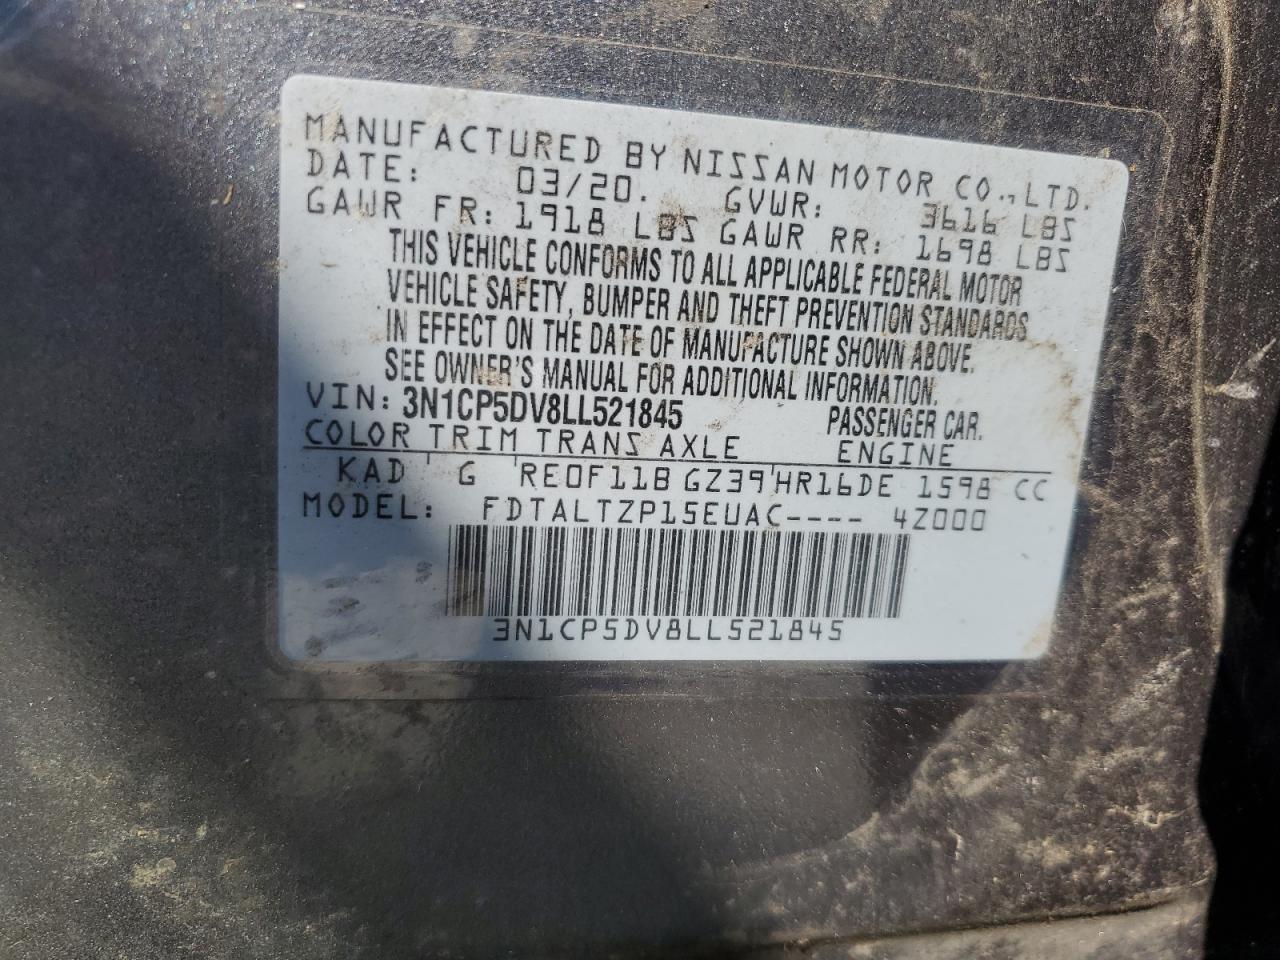 MANUFACTURED BY NISSAN MOTOR CO.,LTD.
DATE: 03/20. GVWR: 3616 LBS
GAWR FR: 1918 LBS GAWR RR: 1698 LBS
THIS VEHICLE CONFORMS TO ALL APPLICABLE FEDERAL MOTOR
VEHICLE SAFETY, BUMPER AND THEFT PREVENTION STANDARDS
IN EFFECT ON THE DATE OF MANUFACTURE SHOWN ABOVE.
SEE OWNER'S MANUAL FOR ADDITIONAL INFORMATION.
VIN: 3N1CP5DV8LL521845 PASSENGER CAR.
COLOR TRIM TRANS AXLE ENGINE
KAD ' G ' RE0F11B GZ39 ' HR16DE 1598 CC
MODEL: FDTALTZP15EUAC---- 4Z000
3N1CP5DV8LL521845